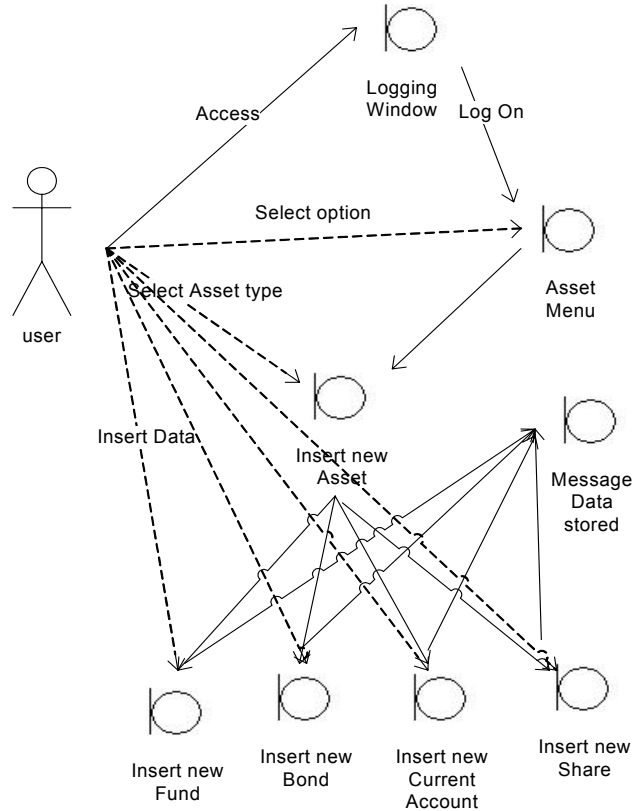 Logging
Window
Access
Log On
Select option
Select Asset type
Asset
Menu
user
Insert Data
Insert new
Asset
Message
Data
stored
Insert new
Fund
Insert new
Bond
Insert new
Current
Account
Insert new
Share